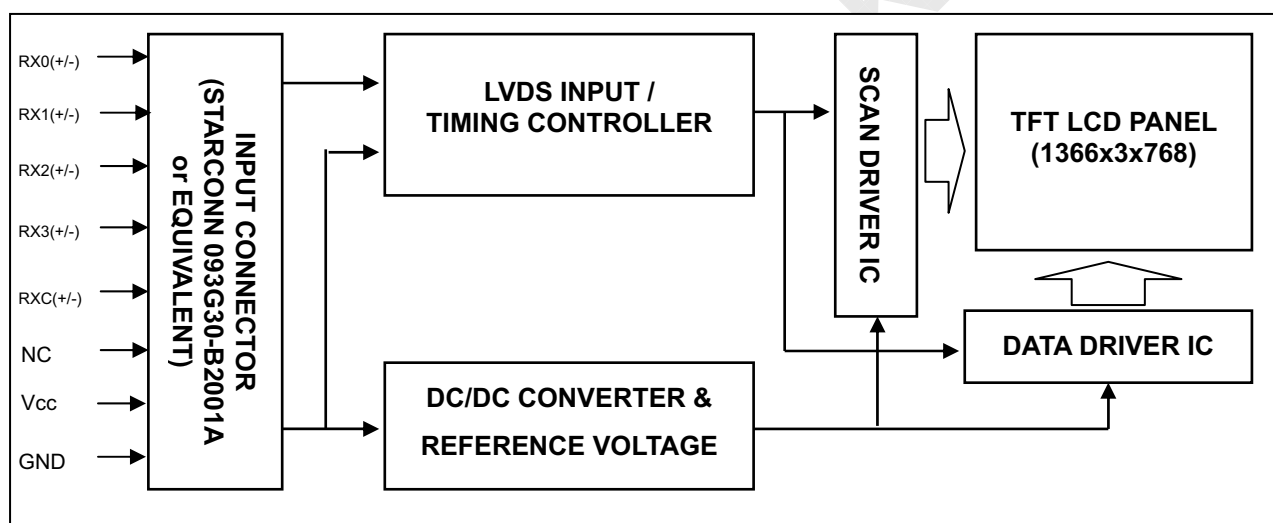 RX0(+/-)
RX1(+/-)
RX2(+/-)
RX3(+/-)
RXC(+/-)
NC
Vcc
GND
INPUT CONNECTOR
(STARCONN 093G30-B2001A
or EQUIVALENT)
LVDS INPUT /
TIMING CONTROLLER
DC/DC CONVERTER &
REFERENCE VOLTAGE
SCAN DRIVER IC
TFT LCD PANEL
(1366x3x768)
DATA DRIVER IC